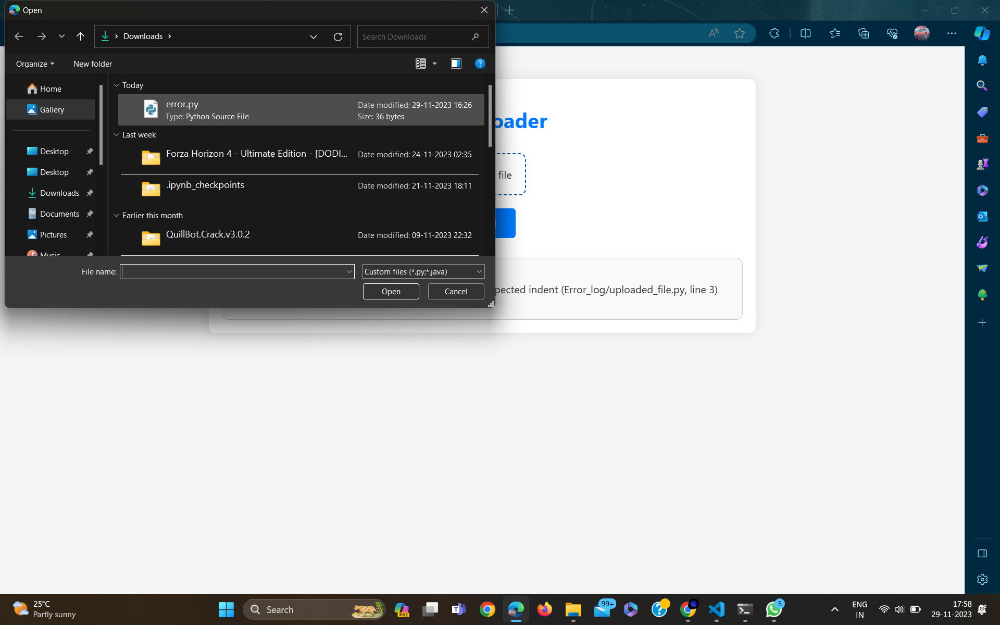 Open
Downloads
Search Downloads
Organize
New folder
Home
Gallery
Desktop
Desktop
Downloads
Documents
Pictures
Music
Today
error.py
Type: Python Source File
Date modified: 29-11-2023 16:26
Size: 36 bytes
Last week
Forza Horizon 4 - Ultimate Edition - [DODI...
Date modified: 24-11-2023 02:35
.ipynb_checkpoints
Date modified: 21-11-2023 18:11
Earlier this month
QuillBot.Crack.v3.0.2
Date modified: 09-11-2023 22:32
File name:
Custom files (*.py;*.java)
Open
Cancel
oader
file
pected indent (Error_log/uploaded_file.py, line 3)
25°C
Partly sunny
Search
PRE
99+
5
ENG
IN
17:58
29-11-2023